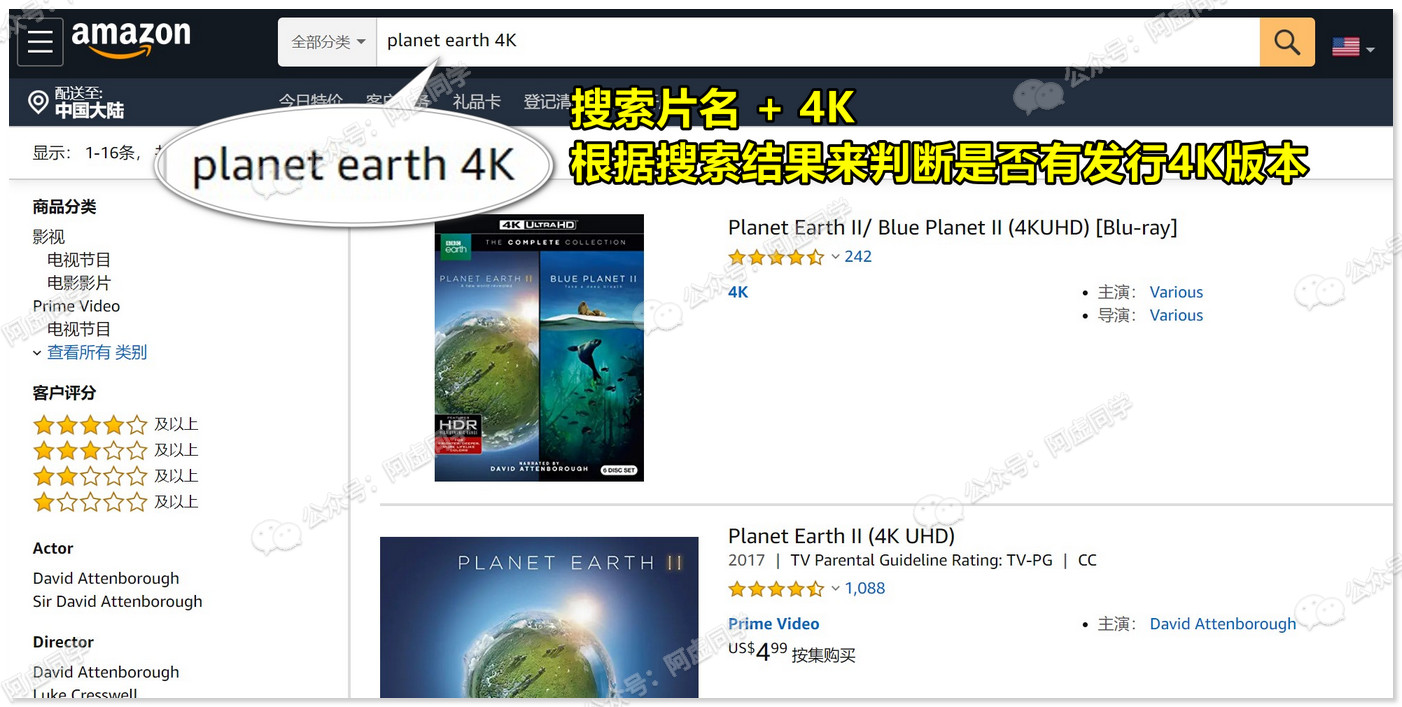 amazon
全部分类
planet earth 4K
配送至:
中国大陆
今日特价
礼品卡
搜索片名 + 4K
根据搜索结果来判断是否有发行4K版本
planet earth 4K
显示： 1-16条,
商品分类
影视
电视节目
电影影片
Prime Video
电视节目
查看所有 类别
客户评分
及以上
及以上
及以上
及以上
Actor
David Attenborough
Sir David Attenborough
Director
David Attenborough
Luke Cresswell
4K ULTRA HD
BBC earth
THE COMPLETE COLLECTION
PLANET EARTH II
BLUE PLANET II
Take a deep breath
HDR
NARRATED BY
DAVID ATTENBOROUGH
6 DISC SET
Planet Earth II/ Blue Planet II (4KUHD) [Blu-ray]
242
4K
主演： Various
导演： Various
PLANET EARTH II
Planet Earth II (4K UHD)
2017 | TV Parental Guideline Rating: TV-PG | CC
1,088
Prime Video
US$4.99 按集购买
主演： David Attenborough
公众号：阿虚同学